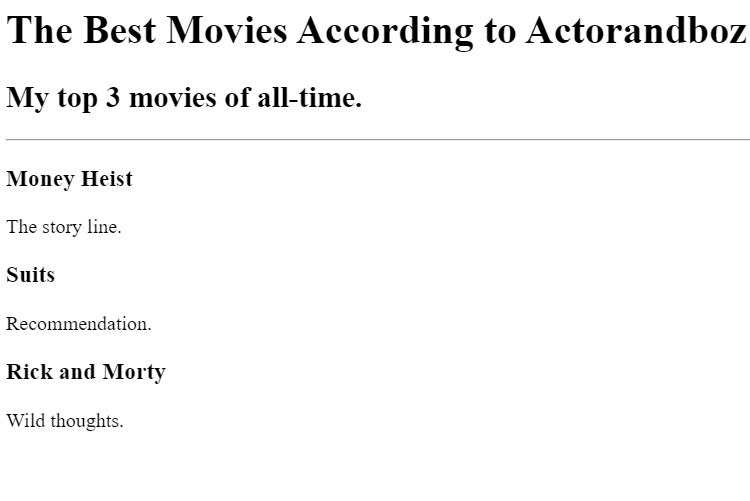 The Best Movies According to Actorandboz
My top 3 movies of all-time.
Money Heist
The story line.
Suits
Recommendation.
Rick and Morty
Wild thoughts.